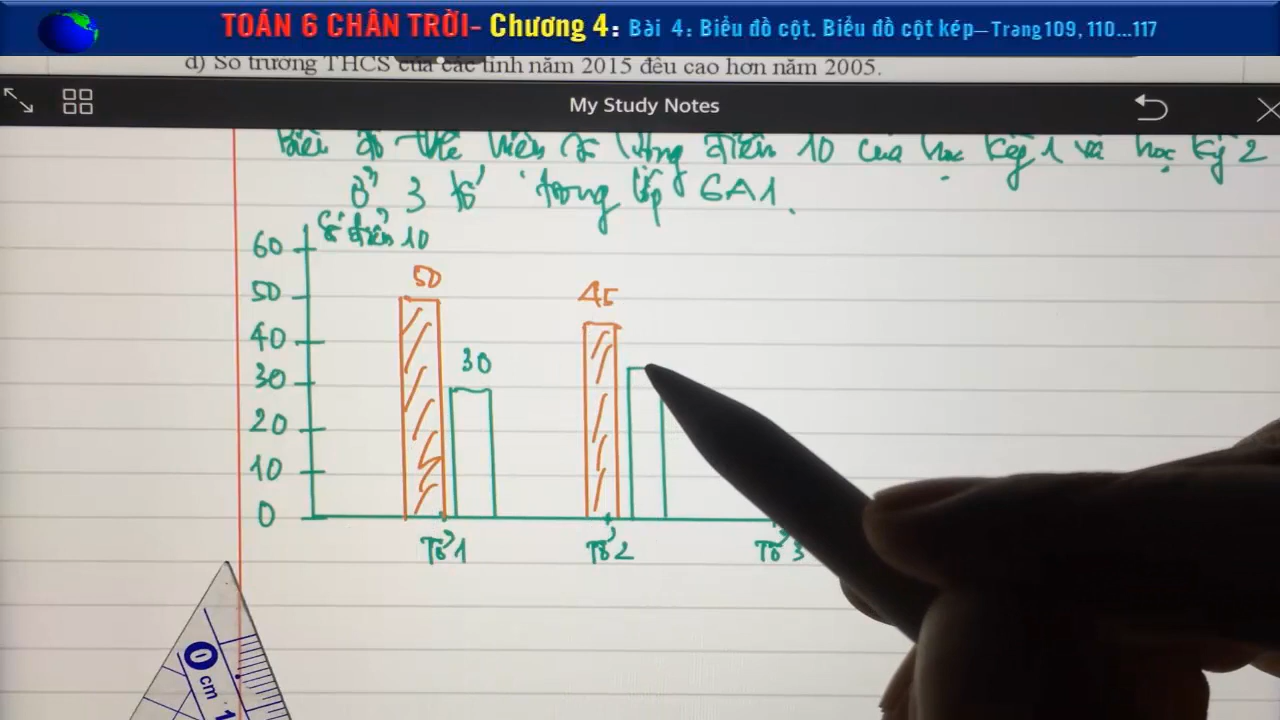 TOÁN 6 CHÂN TRỜI- Chương 4: Bài 4: Biểu đồ cột. Biểu đồ cột kép–Trang 109, 110...117
d) Số trường THCS của các tỉnh năm 2015 đều cao hơn năm 2005.
My Study Notes
Biểu đồ thể hiện số lượng điểm 10 của học kỳ 1 và học kỳ 2
ở 3 tổ trong lớp 6A1.
Số điểm 10
60
50
40
30
20
10
0
50
30
45
Tổ 1
Tổ 2
Tổ 3
0 cm 1